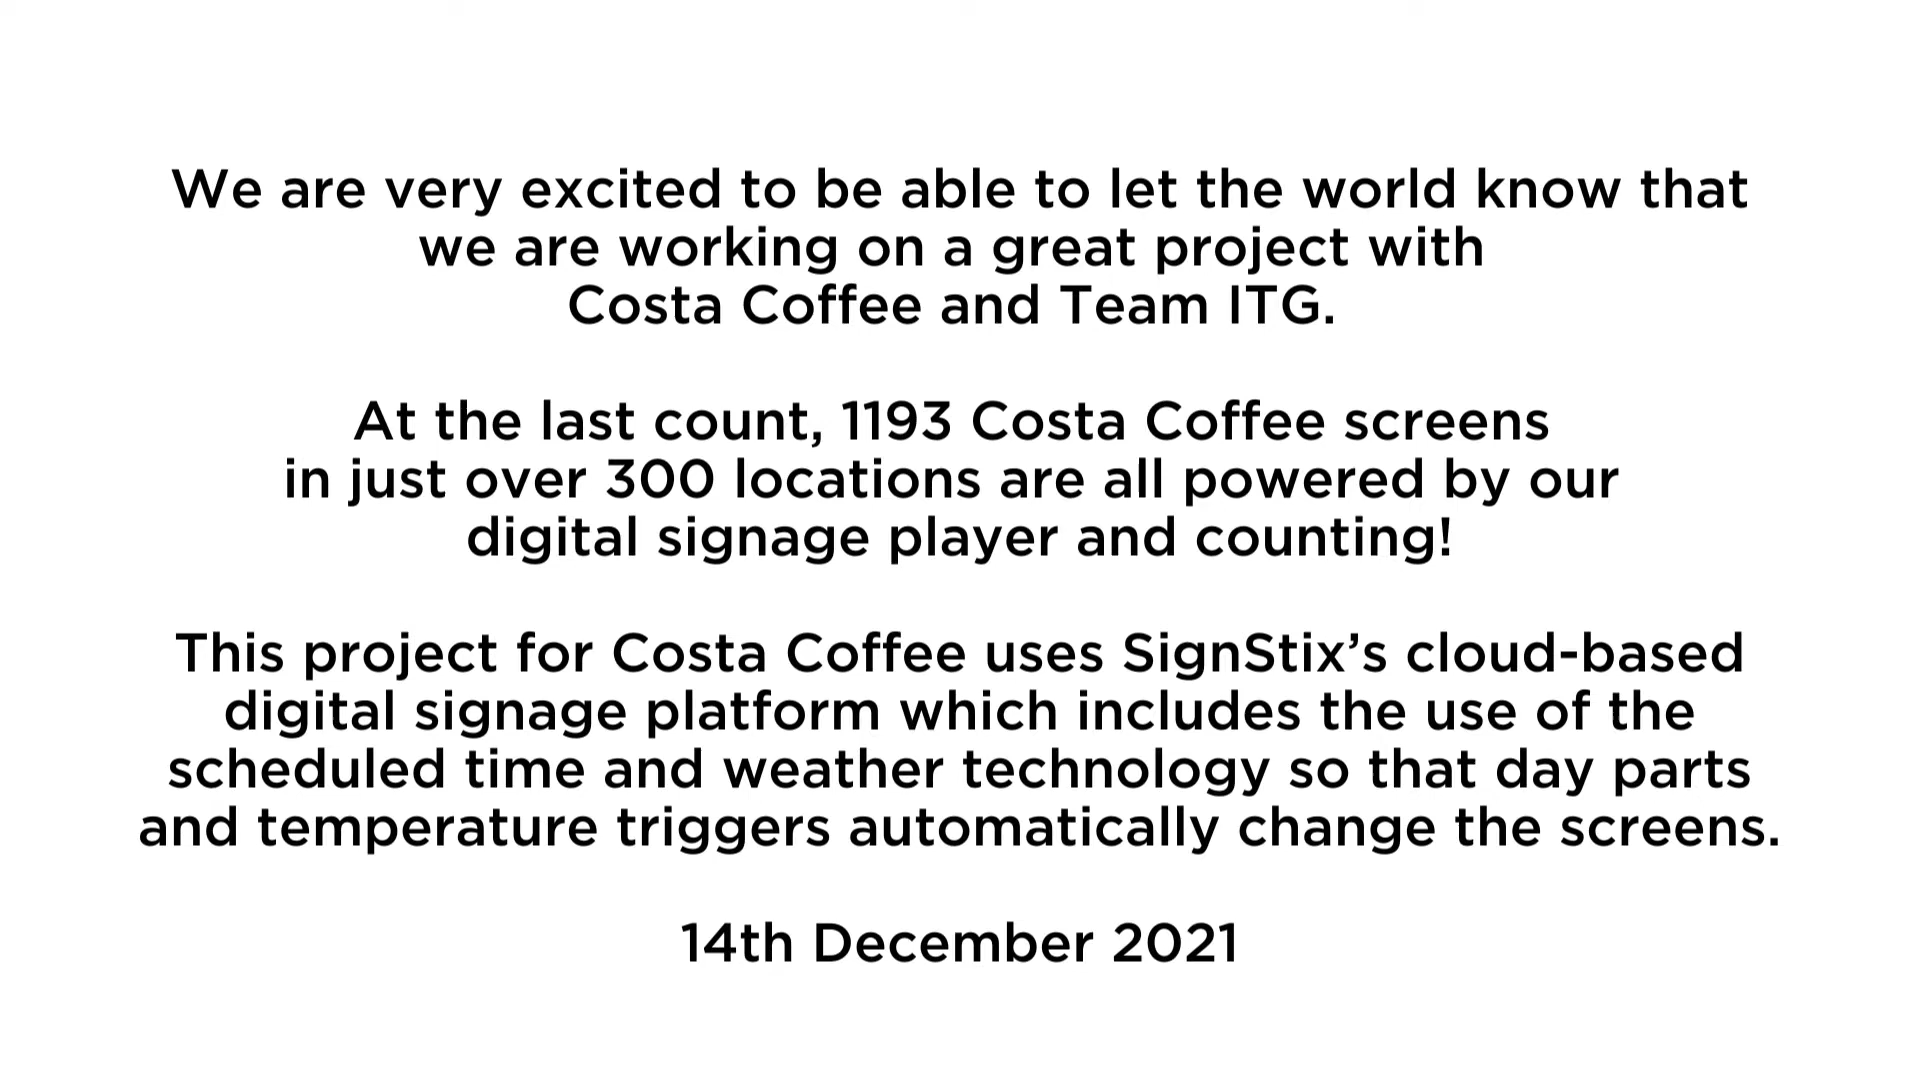 We are very excited to be able to let the world know that
we are working on a great project with
Costa Coffee and Team ITG.
At the last count, 1193 Costa Coffee screens
in just over 300 locations are all powered by our
digital signage player and counting!
This project for Costa Coffee uses SignStix’s cloud-based
digital signage platform which includes the use of the
scheduled time and weather technology so that day parts
and temperature triggers automatically change the screens.
14th December 2021